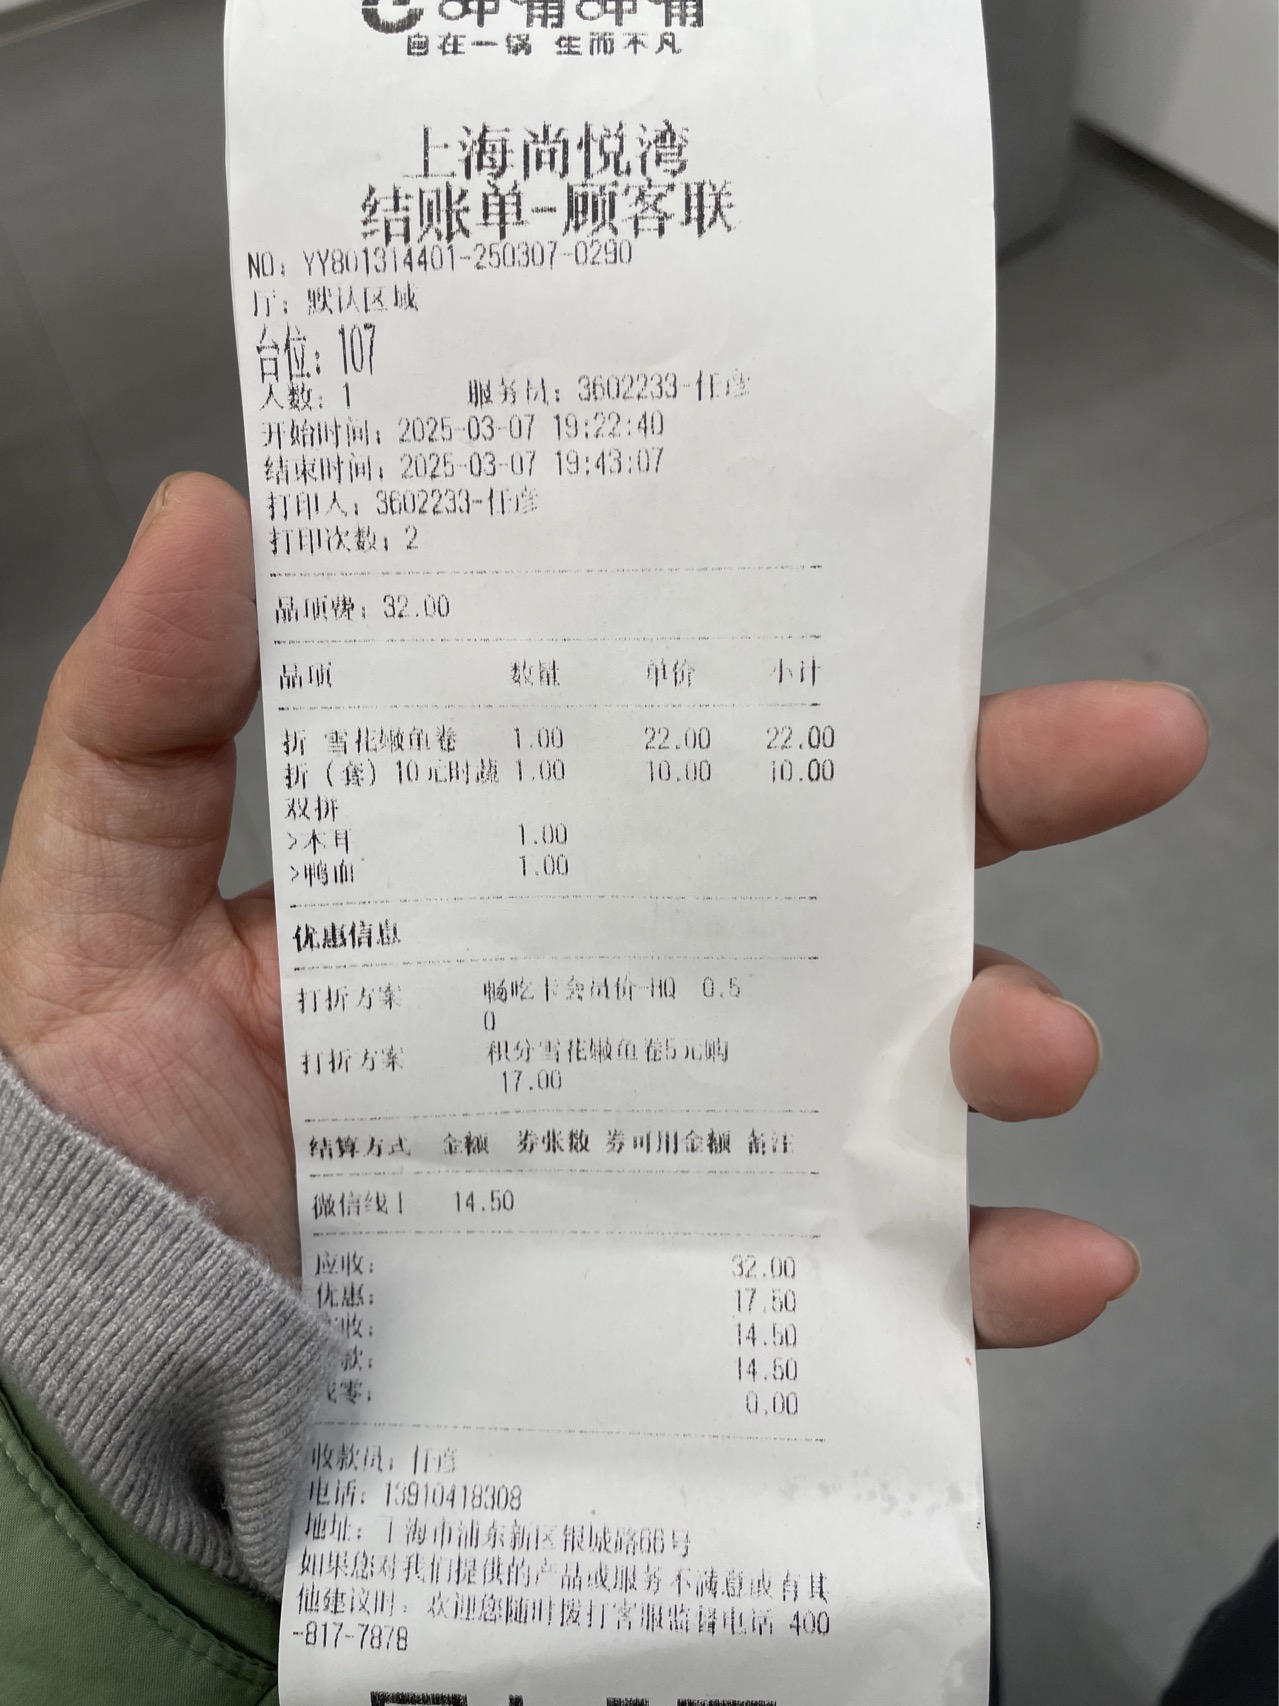 呷哺呷哺
自在一锅 生而不凡
上海尚悦湾
结账单-顾客联
NO: YY801314401-250307-0290
厅: 默认区域
台位: 107
人数: 1 服务员: 3602233-任彦
开始时间: 2025-03-07 19:22:40
结束时间: 2025-03-07 19:43:07
打印人: 3602233-任彦
打印次数: 2
品项费: 32.00
品项 数量 单价 小计
折 雪花嫩鱼卷 1.00 22.00 22.00
折 (套) 10元时蔬 1.00 10.00 10.00
双拼
>木耳 1.00
>鸭血 1.00
优惠信息
打折方案 畅吃卡会员价-HQ 0.5
0
打折方案 积分雪花嫩鱼卷5元购
17.00
结算方式 金额 券张数 券可用金额 备注
微信线上 14.50
应收: 32.00
优惠: 17.50
收: 14.50
款: 14.50
找零: 0.00
收款员: 任彦
电话: 13910418308
地址: 上海市浦东新区银城路66号
如果您对我们提供的产品或服务不满意或有其
他建议时, 欢迎您随时拨打客服监督电话 400
-817-7878